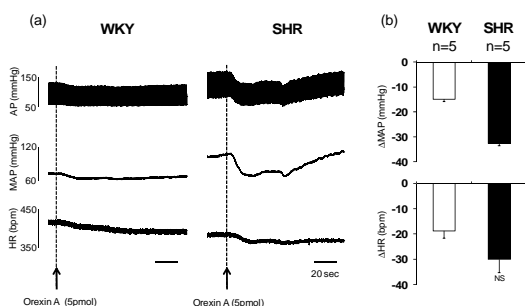 (a)
WKY
SHR
AP (mmHg)
150
50
MAP (mmHg)
120
60
HR (bpm)
450
350
20 sec
Orexin A (5pmol)
Orexin A (5pmol)
(b)
WKY
SHR
n=5
n=5
ΔMAP (mmHg)
0
-10
-20
-30
-40
ΔHR (bpm)
0
-10
-20
-30
-40
NS